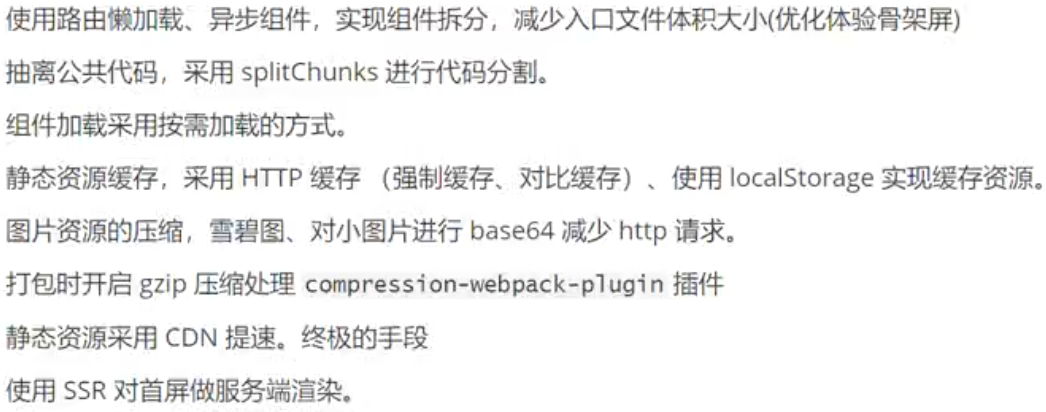 使用路由懒加载、异步组件，实现组件拆分，减少入口文件体积大小(优化体验骨架屏)
抽离公共代码，采用 splitChunks 进行代码分割。
组件加载采用按需加载的方式。
静态资源缓存，采用 HTTP 缓存 （强制缓存、对比缓存）、使用 localStorage 实现缓存资源。
图片资源的压缩，雪碧图、对小图片进行 base64 减少 http 请求。
打包时开启 gzip 压缩处理 compression-webpack-plugin 插件
静态资源采用 CDN 提速。终极的手段
使用 SSR 对首屏做服务端渲染。